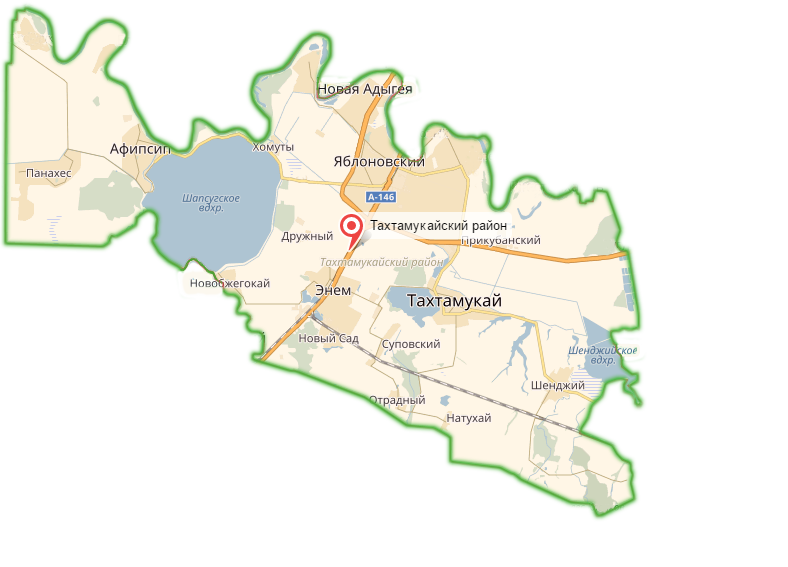 Новая Адыгея
Афипсип
Хомуты
Яблоновский
Панахес
А-146
Шапсугское
вдхр.
Тахтамукайский район
Дружный
Прикубанский
Тахтамукайский район
Новобжегокай
Энем
Тахтамукай
Новый Сад
Суповский
Шенджийское
вдхр.
Шенджий
Отрадный
Натухай